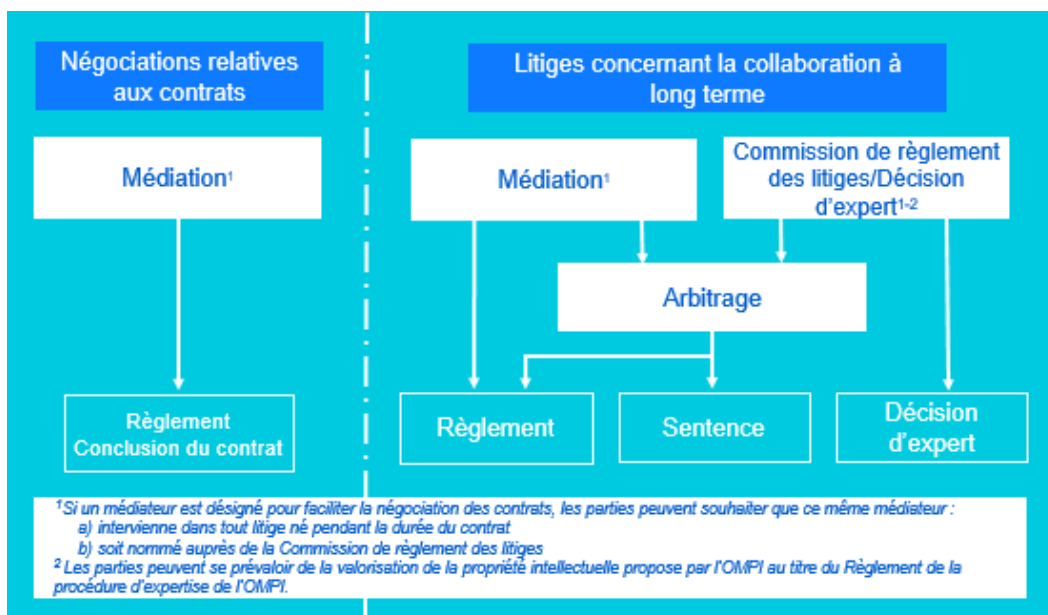 Négociations relatives
aux contrats
Médiation¹
Règlement
Conclusion du contrat
Litiges concernant la collaboration à
long terme
Médiation¹
Commission de règlement
des litiges/Décision
d'expert¹⁻²
Arbitrage
Règlement
Sentence
Décision
d'expert
¹Si un médiateur est désigné pour faciliter la négociation des contrats, les parties peuvent souhaiter que ce même médiateur :
a) intervienne dans tout litige né pendant la durée du contrat
b) soit nommé auprès de la Commission de règlement des litiges
² Les parties peuvent se prévaloir de la valorisation de la propriété intellectuelle propose par l'OMPI au titre du Règlement de la
procédure d'expertise de l'OMPI.